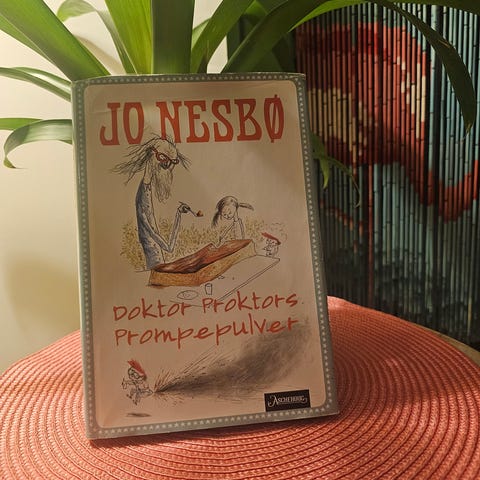 JO NESBØ
Doktor Proktors
Prompepulver
ASCHEHOUG